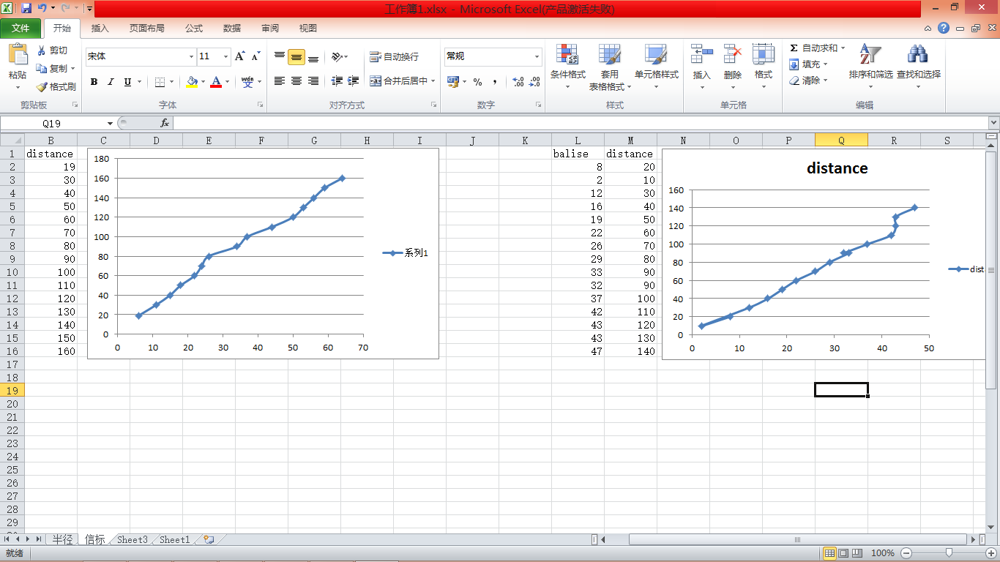 工作簿1.xlsx - Microsoft Excel(产品激活失败)
文件 开始 插入 页面布局 公式 数据 审阅 视图
粘贴 剪切 复制 格式刷
宋体 11
B I U A wén
自动换行
合并后居中
常规
% ,
条件格式 套用表格格式 单元格样式
插入 删除 格式
Σ 自动求和
填充
清除
排序和筛选 查找和选择
剪贴板 字体 对齐方式 数字 样式 单元格 编辑
Q19 fx
B C D E F G H I J K L M N O P Q R S
1 distance balise distance
2 19 8 20
3 30 2 10
4 40 12 30
5 50 16 40
6 60 19 50
7 70 22 60
8 80 26 70
9 90 29 80
10 100 33 90
11 110 32 90
12 120 37 100
13 130 42 110
14 140 43 120
15 150 43 130
16 160 47 140
17
18
19
20
21
22
23
24
25
26
27
28
29
180
160
140
120
100
80
60
40
20
0
0 10 20 30 40 50 60 70
系列1
distance
160
140
120
100
80
60
40
20
0
0 10 20 30 40 50
dist
半径 信标 Sheet3 Sheet1
就绪 100%